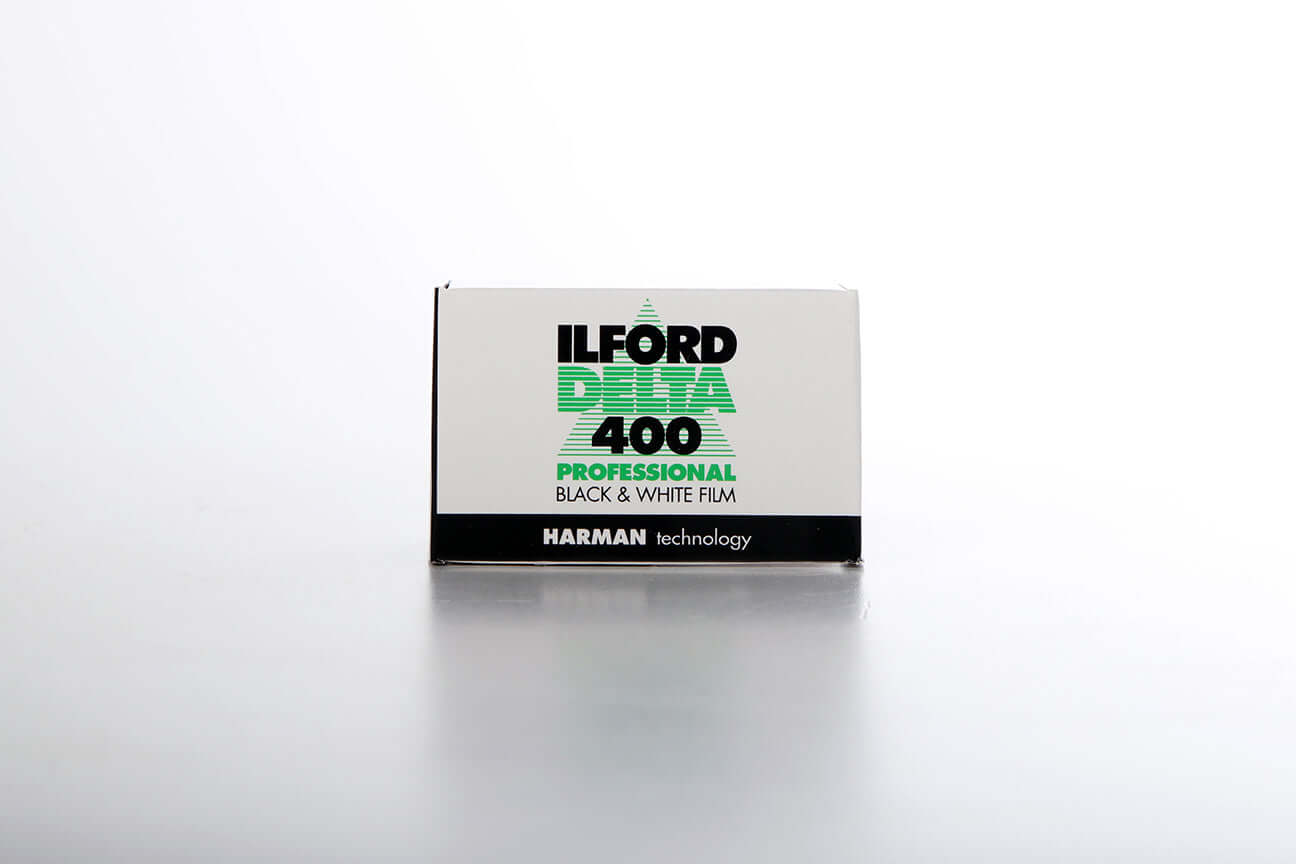 ILFORD
DELTA
400
PROFESSIONAL
BLACK & WHITE FILM
HARMAN technology